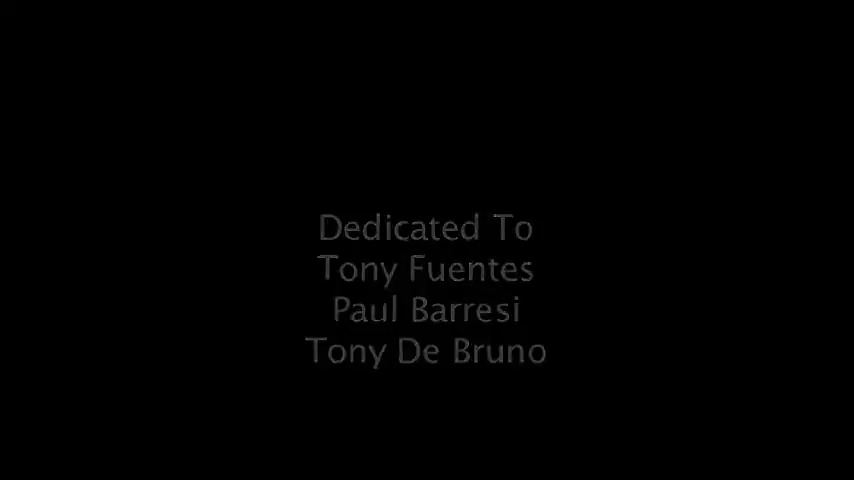 Dedicated To
Tony Fuentes
Paul Barresi
Tony De Bruno